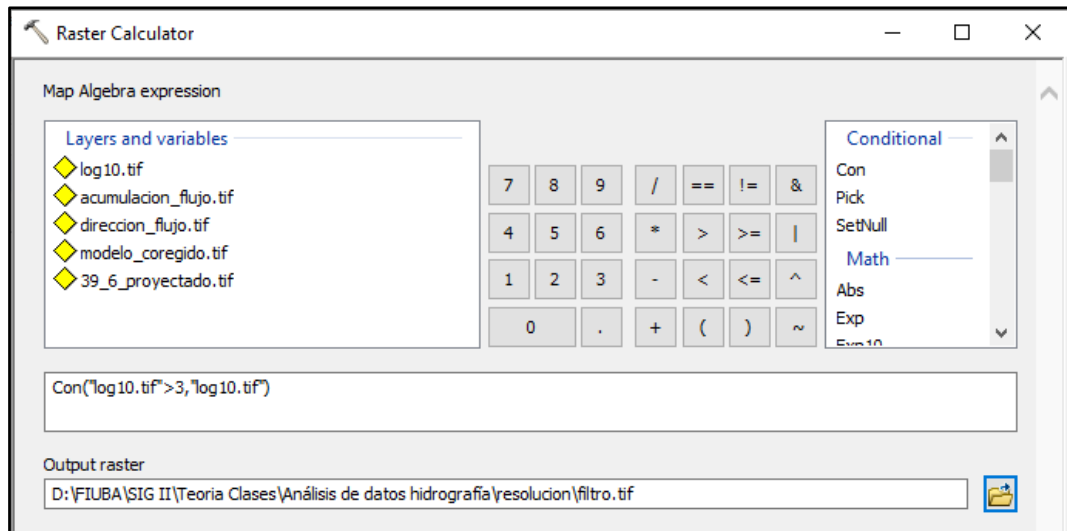 Raster Calculator
Map Algebra expression
Layers and variables
log10.tif
acumulacion_flujo.tif
direccion_flujo.tif
modelo_coregido.tif
39_6_proyectado.tif
7 8 9 / == != &
4 5 6 * > >= |
1 2 3 - < <= ^
0 . + ( ) ~
Conditional
Con
Pick
SetNull
Math
Abs
Exp
Exp10
Con("log10.tif">3,"log10.tif")
Output raster
D:\FIUBA\SIG II\Teoria Clases\Análisis de datos hidrografía\resolucion\filtro.tif